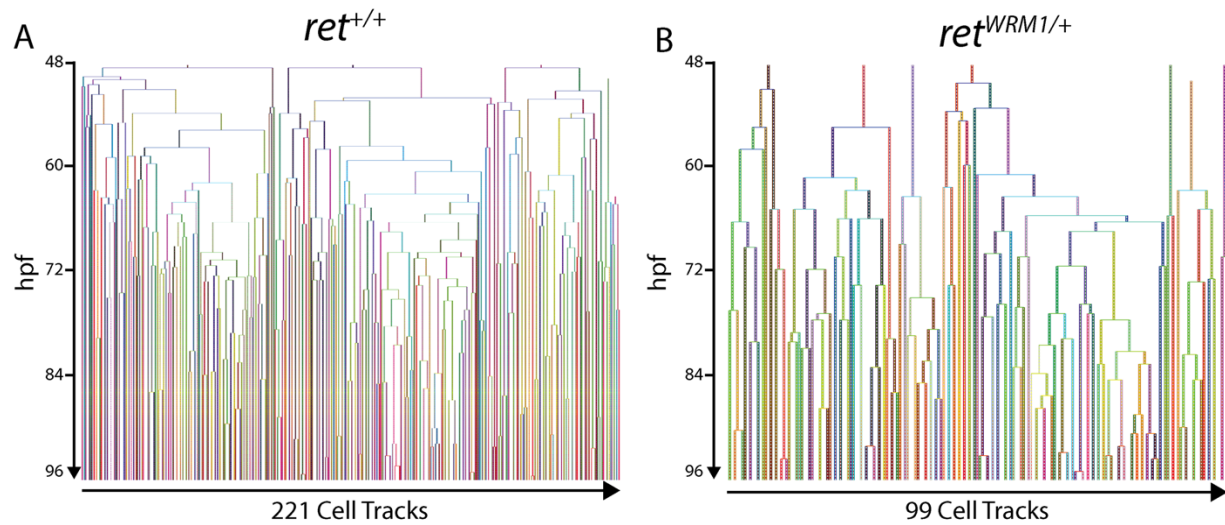 A
ret+/+
48
60
72
84
96
hpf
221 Cell Tracks
B
retWRM1/+
48
60
72
84
96
hpf
99 Cell Tracks